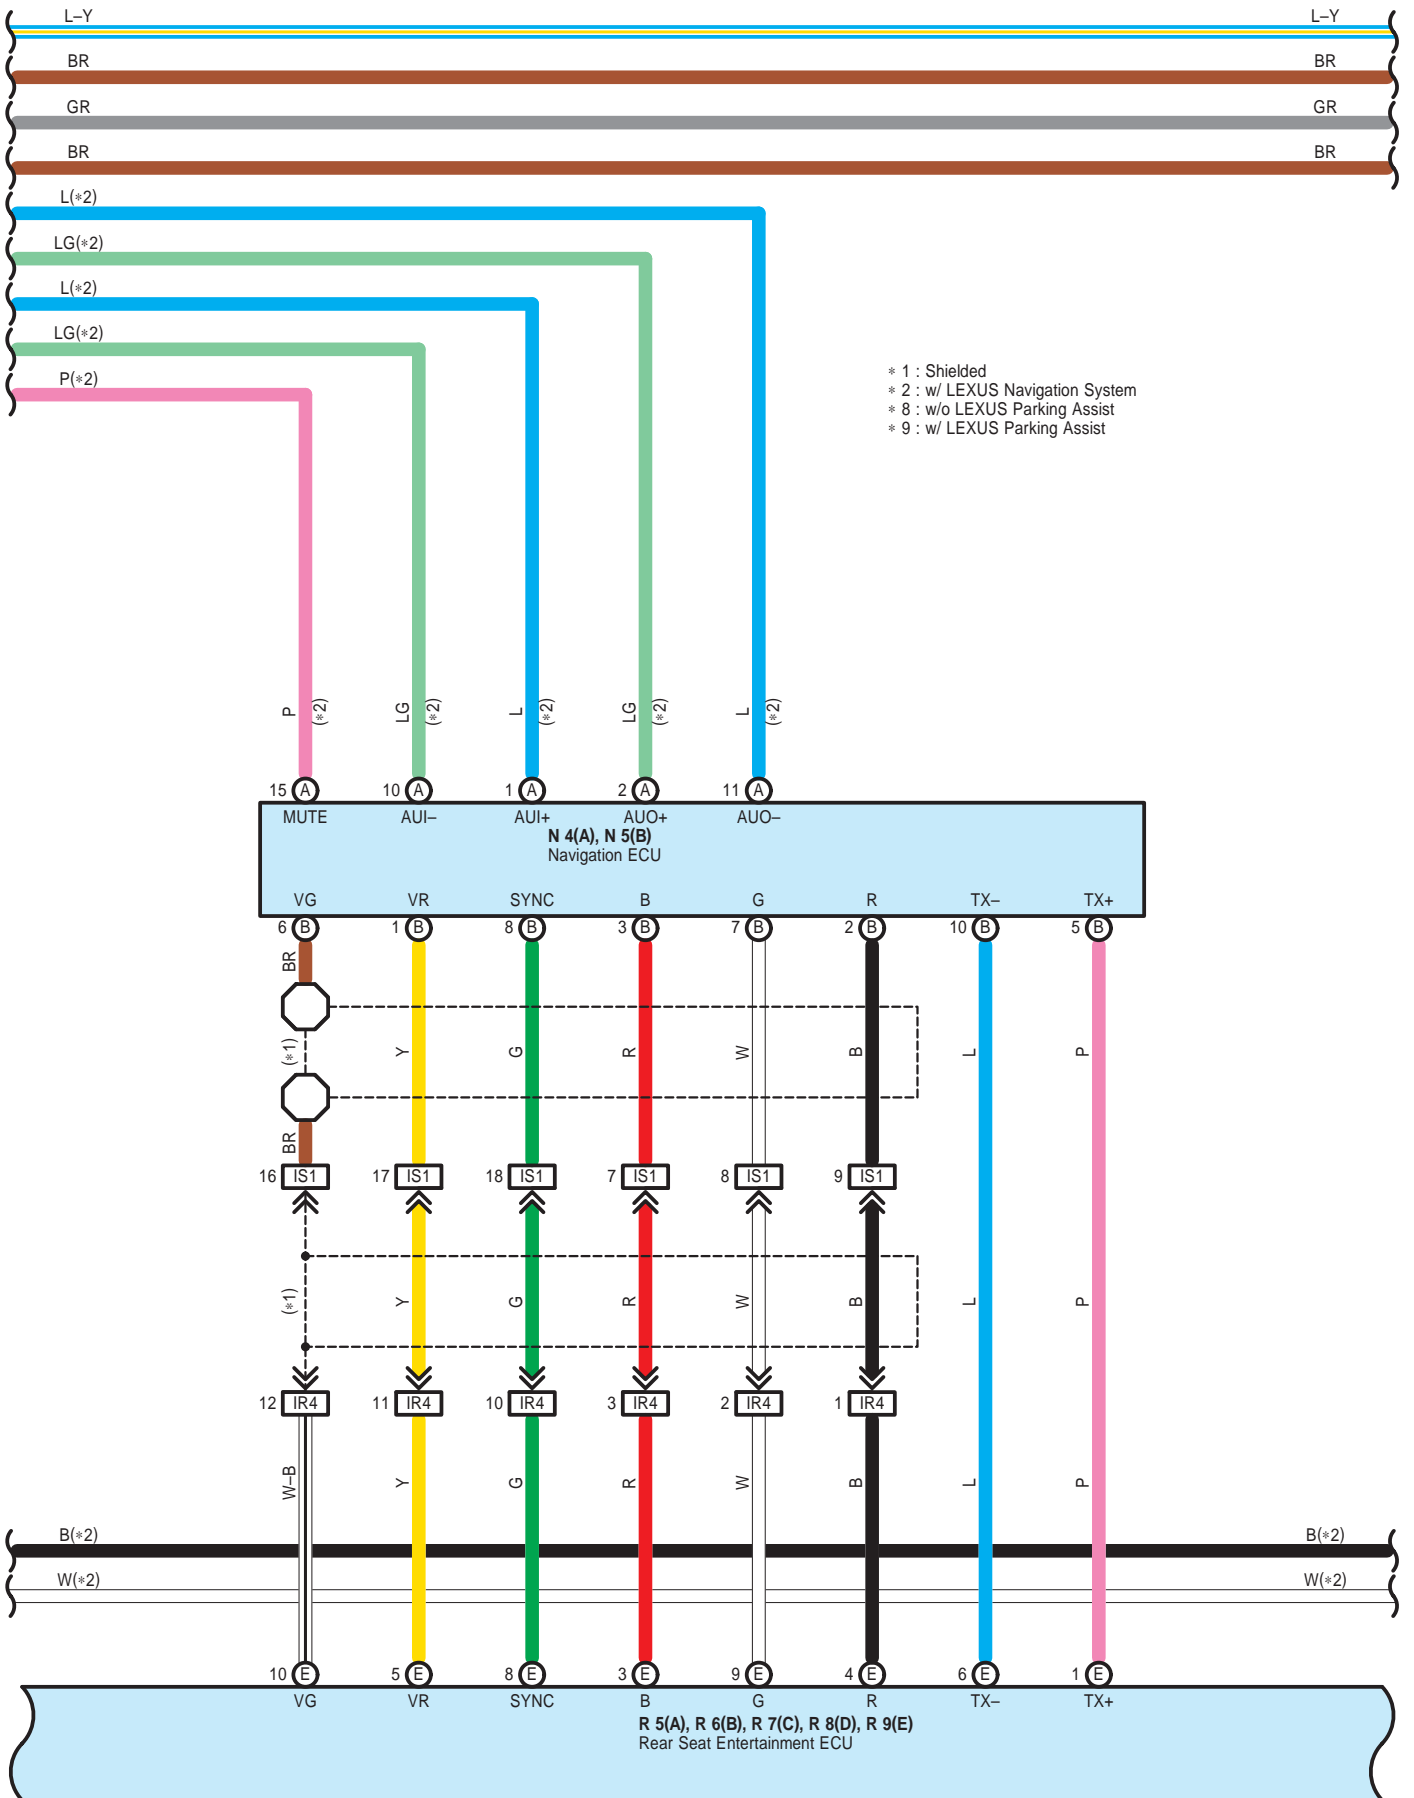 L–Y L–Y
BR BR
GR GR
BR BR
L(∗2)
LG(∗2)
L(∗2)
LG(∗2)
P(∗2)
∗ 1 : Shielded
∗ 2 : w/ LEXUS Navigation System
∗ 8 : w/o LEXUS Parking Assist
∗ 9 : w/ LEXUS Parking Assist
P (∗2) LG (∗2) L (∗2) LG (∗2) L (∗2)
15 A 10 A 1 A 2 A 11 A
MUTE AUI– AUI+ AUO+ AUO–
N 4(A), N 5(B)
Navigation ECU
VG VR SYNC B G R TX– TX+
6 B 1 B 8 B 3 B 7 B 2 B 10 B 5 B
BR
(∗1) Y G R W B L P
BR
16 IS1 17 IS1 18 IS1 7 IS1 8 IS1 9 IS1
(∗1) Y G R W B L P
12 IR4 11 IR4 10 IR4 3 IR4 2 IR4 1 IR4
W–B Y G R W B L P
B(∗2) B(∗2)
W(∗2) W(∗2)
10 E 5 E 8 E 3 E 9 E 4 E 6 E 1 E
VG VR SYNC B G R TX– TX+
R 5(A), R 6(B), R 7(C), R 8(D), R 9(E)
Rear Seat Entertainment ECU